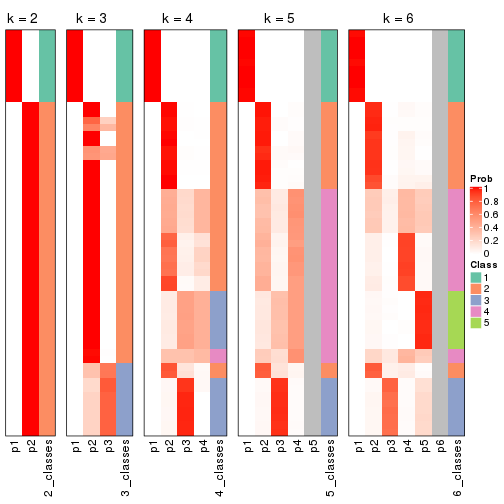 k = 2
k = 3
k = 4
k = 5
k = 6
Prob
1
0.8
0.6
0.4
0.2
0
Class
1
2
3
4
5
p1
p2
2_classes
p1
p2
p3
3_classes
p1
p2
p3
p4
4_classes
p1
p2
p3
p4
p5
5_classes
p1
p2
p3
p4
p5
p6
6_classes